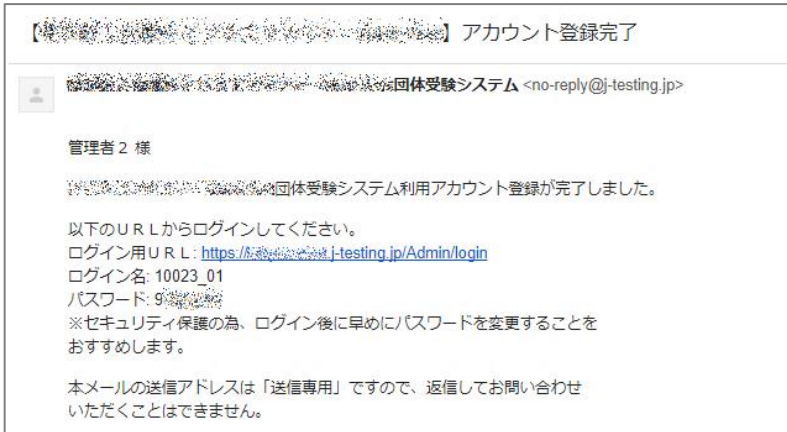 【】アカウント登録完了
団体受験システム <no-reply@j-testing.jp>
管理者2 様
団体受験システム利用アカウント登録が完了しました。
以下のURLからログインしてください。
ログイン用URL: https://.j-testing.jp/Admin/login
ログイン名: 10023_01
パスワード: 9
※セキュリティ保護の為、ログイン後に早めにパスワードを変更することを
おすすめします。
本メールの送信アドレスは「送信専用」ですので、返信してお問い合わせ
いただくことはできません。